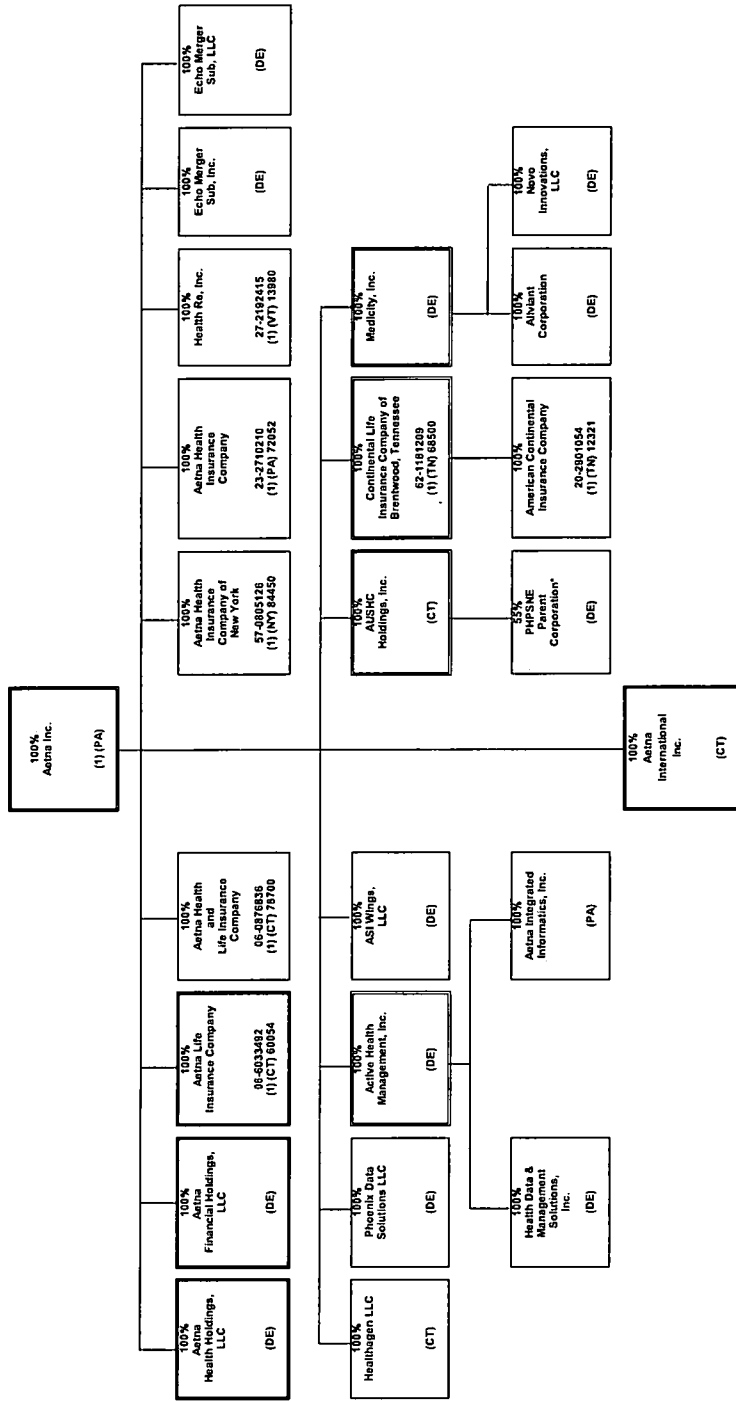 100%
Aetna Inc.
(1) (PA)
100%
Aetna
Health Holdings,
LLC
(DE)
100%
Aetna
Financial Holdings,
LLC
(DE)
100%
Aetna Life
Insurance Company
06-6033492
(1) (CT) 60054
100%
Aetna Health
and
Life Insurance
Company
06-0876836
(1) (CT) 78700
100%
Aetna Health
Insurance
Company of
New York
57-0805126
(1) (NY) 84450
100%
Aetna Health
Insurance
Company
23-2710210
(1) (PA) 72052
100%
Health Re, Inc.
27-2192415
(1) (VT) 13980
100%
Echo Merger
Sub, Inc.
(DE)
100%
Echo Merger
Sub, LLC
(DE)
100%
Healthagen LLC
(CT)
100%
Phoenix Data
Solutions LLC
(DE)
100%
Active Health
Management, Inc.
(DE)
100%
ASI Wings,
LLC
(DE)
100%
AUSHC
Holdings, Inc.
(CT)
100%
Continental Life
Insurance Company of
Brentwood, Tennessee
62-1181209
(1) (TN) 68500
100%
Medicity, Inc.
(DE)
100%
Health Data &
Management
Solutions,
Inc.
(DE)
100%
Aetna Integrated
Informatics, Inc.
(PA)
55%
PHPSNE
Parent
Corporation*
(DE)
100%
American Continental
Insurance Company
20-2901054
(1) (TN) 12321
100%
Allviant
Corporation
(DE)
100%
Novo
Innovations,
LLC
(DE)
100%
Aetna
International
Inc.
(CT)